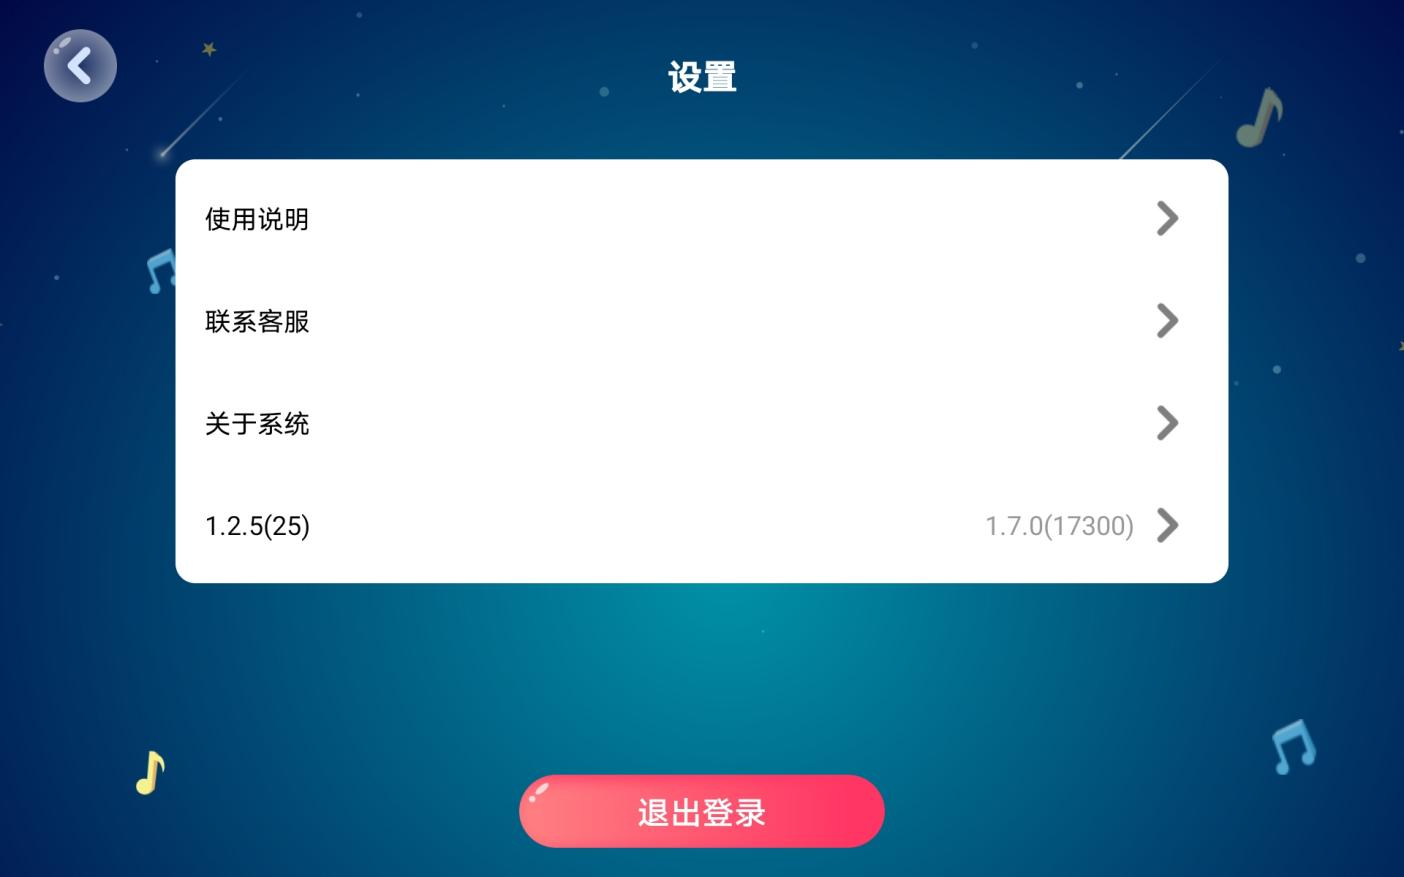 设置
使用说明
联系客服
关于系统
1.2.5(25) 1.7.0(17300)
退出登录